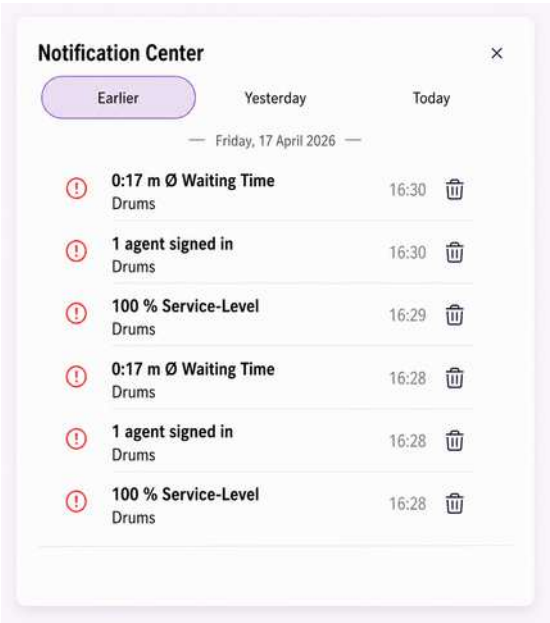 Notification Center
Earlier Yesterday Today
— Friday, 17 April 2026 —
0:17 m Ø Waiting Time
Drums
16:30
1 agent signed in
Drums
16:30
100 % Service-Level
Drums
16:29
0:17 m Ø Waiting Time
Drums
16:28
1 agent signed in
Drums
16:28
100 % Service-Level
Drums
16:28